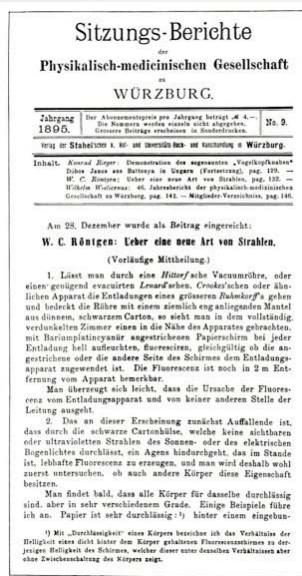 Sitzungs-Berichte
der
Physikalisch-medicinischen Gesellschaft
zu
WÜRZBURG.
Jahrgang
1895.
Der Abonnementspreis pro Jahrgang beträgt ℳ 4.—.
Die Nummern werden einzeln nicht abgegeben.
Grössere Beiträge erscheinen in Sonderdrucken.
No. 9.
Verlag der Stahel'schen k. Hof- und Universitäts-Buch- und Kunsthandlung in Würzburg.
Inhalt. Konrad Rieger: Demonstration des sogenannten „Vogelkopfknaben"
Döbos Janos aus Battonya in Ungarn (Fortsetzung), pag. 129. —
W. C. Röntgen: Ueber eine neue Art von Strahlen, pag. 132. —
Wilhelm Wislicenus: 46. Jahresbericht der physikalisch-medicinischen
Gesellschaft zu Würzburg, pag. 142. — Mitglieder-Verzeichniss, pag. 146.
Am 28. Dezember wurde als Beitrag eingereicht:
W. C. Röntgen: Ueber eine neue Art von Strahlen.
(Vorläufige Mittheilung.)
1. Lässt man durch eine Hittorf'sche Vacuumröhre, oder
einen genügend evacuirten Lenard'schen, Crookes'schen oder ähn-
lichen Apparat die Entladungen eines grösseren Ruhmkorff's gehen
und bedeckt die Röhre mit einem ziemlich eng anliegenden Mantel
aus dünnem, schwarzem Carton, so sieht man in dem vollständig
verdunkelten Zimmer einen in die Nähe des Apparates gebrachten,
mit Bariumplatincyanür angestrichenen Papierschirm bei jeder
Entladung hell aufleuchten, fluoresciren, gleichgültig ob die an-
gestrichene oder die andere Seite des Schirmes dem Entladungs-
apparat zugewendet ist. Die Fluorescenz ist noch in 2 m Ent-
fernung vom Apparat bemerkbar.
Man überzeugt sich leicht, dass die Ursache der Fluores-
cenz vom Entladungsapparat und von keiner anderen Stelle der
Leitung ausgeht.
2. Das an dieser Erscheinung zunächst Auffallende ist,
dass durch die schwarze Cartonhülse, welche keine sichtbaren
oder ultravioletten Strahlen des Sonnen- oder des elektrischen
Bogenlichtes durchlässt, ein Agens hindurchgeht, das im Stande
ist, lebhafte Fluorescenz zu erzeugen, und man wird deshalb wohl
zuerst untersuchen, ob auch andere Körper diese Eigenschaft
besitzen.
Man findet bald, dass alle Körper für dasselbe durchlässig
sind, aber in sehr verschiedenem Grade. Einige Beispiele führe
ich an. Papier ist sehr durchlässig: ¹) hinter einem eingebun-
¹) Mit „Durchlässigkeit" eines Körpers bezeichne ich das Verhältniss der
Helligkeit eines dicht hinter dem Körper gehaltenen Fluorescenzschirmes zu der-
jenigen Helligkeit des Schirmes, welcher dieser unter denselben Verhältnissen aber
ohne Zwischenschaltung des Körpers zeigt.